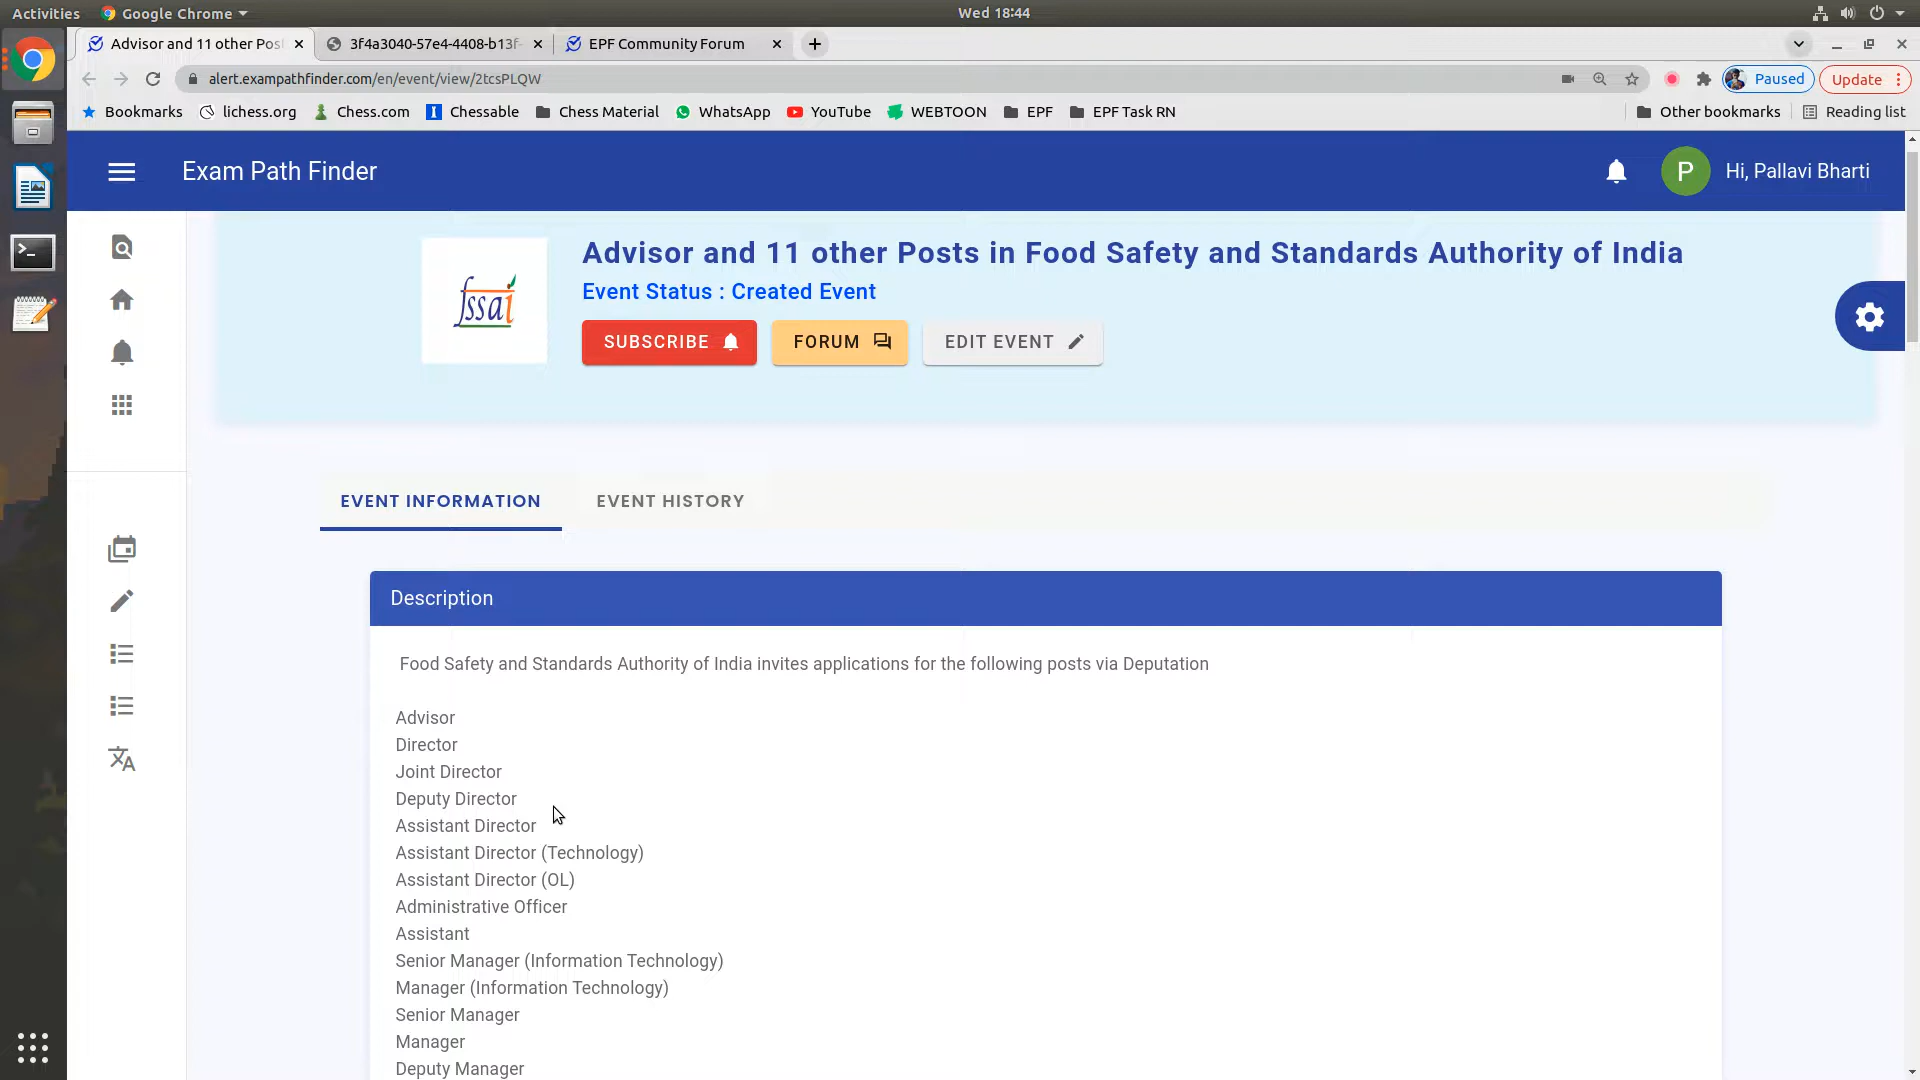 Activities
Google Chrome
Wed 18:44
Advisor and 11 other Pos
3f4a3040-57e4-4408-b13f-
EPF Community Forum
alert.exampathfinder.com/en/event/view/2tcsPLQW
Paused
Update
Bookmarks
lichess.org
Chess.com
Chessable
Chess Material
WhatsApp
YouTube
WEBTOON
EPF
EPF Task RN
Other bookmarks
Reading list
Exam Path Finder
P
Hi, Pallavi Bharti
fssai
Advisor and 11 other Posts in Food Safety and Standards Authority of India
Event Status : Created Event
SUBSCRIBE
FORUM
EDIT EVENT
EVENT INFORMATION
EVENT HISTORY
Description
Food Safety and Standards Authority of India invites applications for the following posts via Deputation
Advisor
Director
Joint Director
Deputy Director
Assistant Director
Assistant Director (Technology)
Assistant Director (OL)
Administrative Officer
Assistant
Senior Manager (Information Technology)
Manager (Information Technology)
Senior Manager
Manager
Deputy Manager